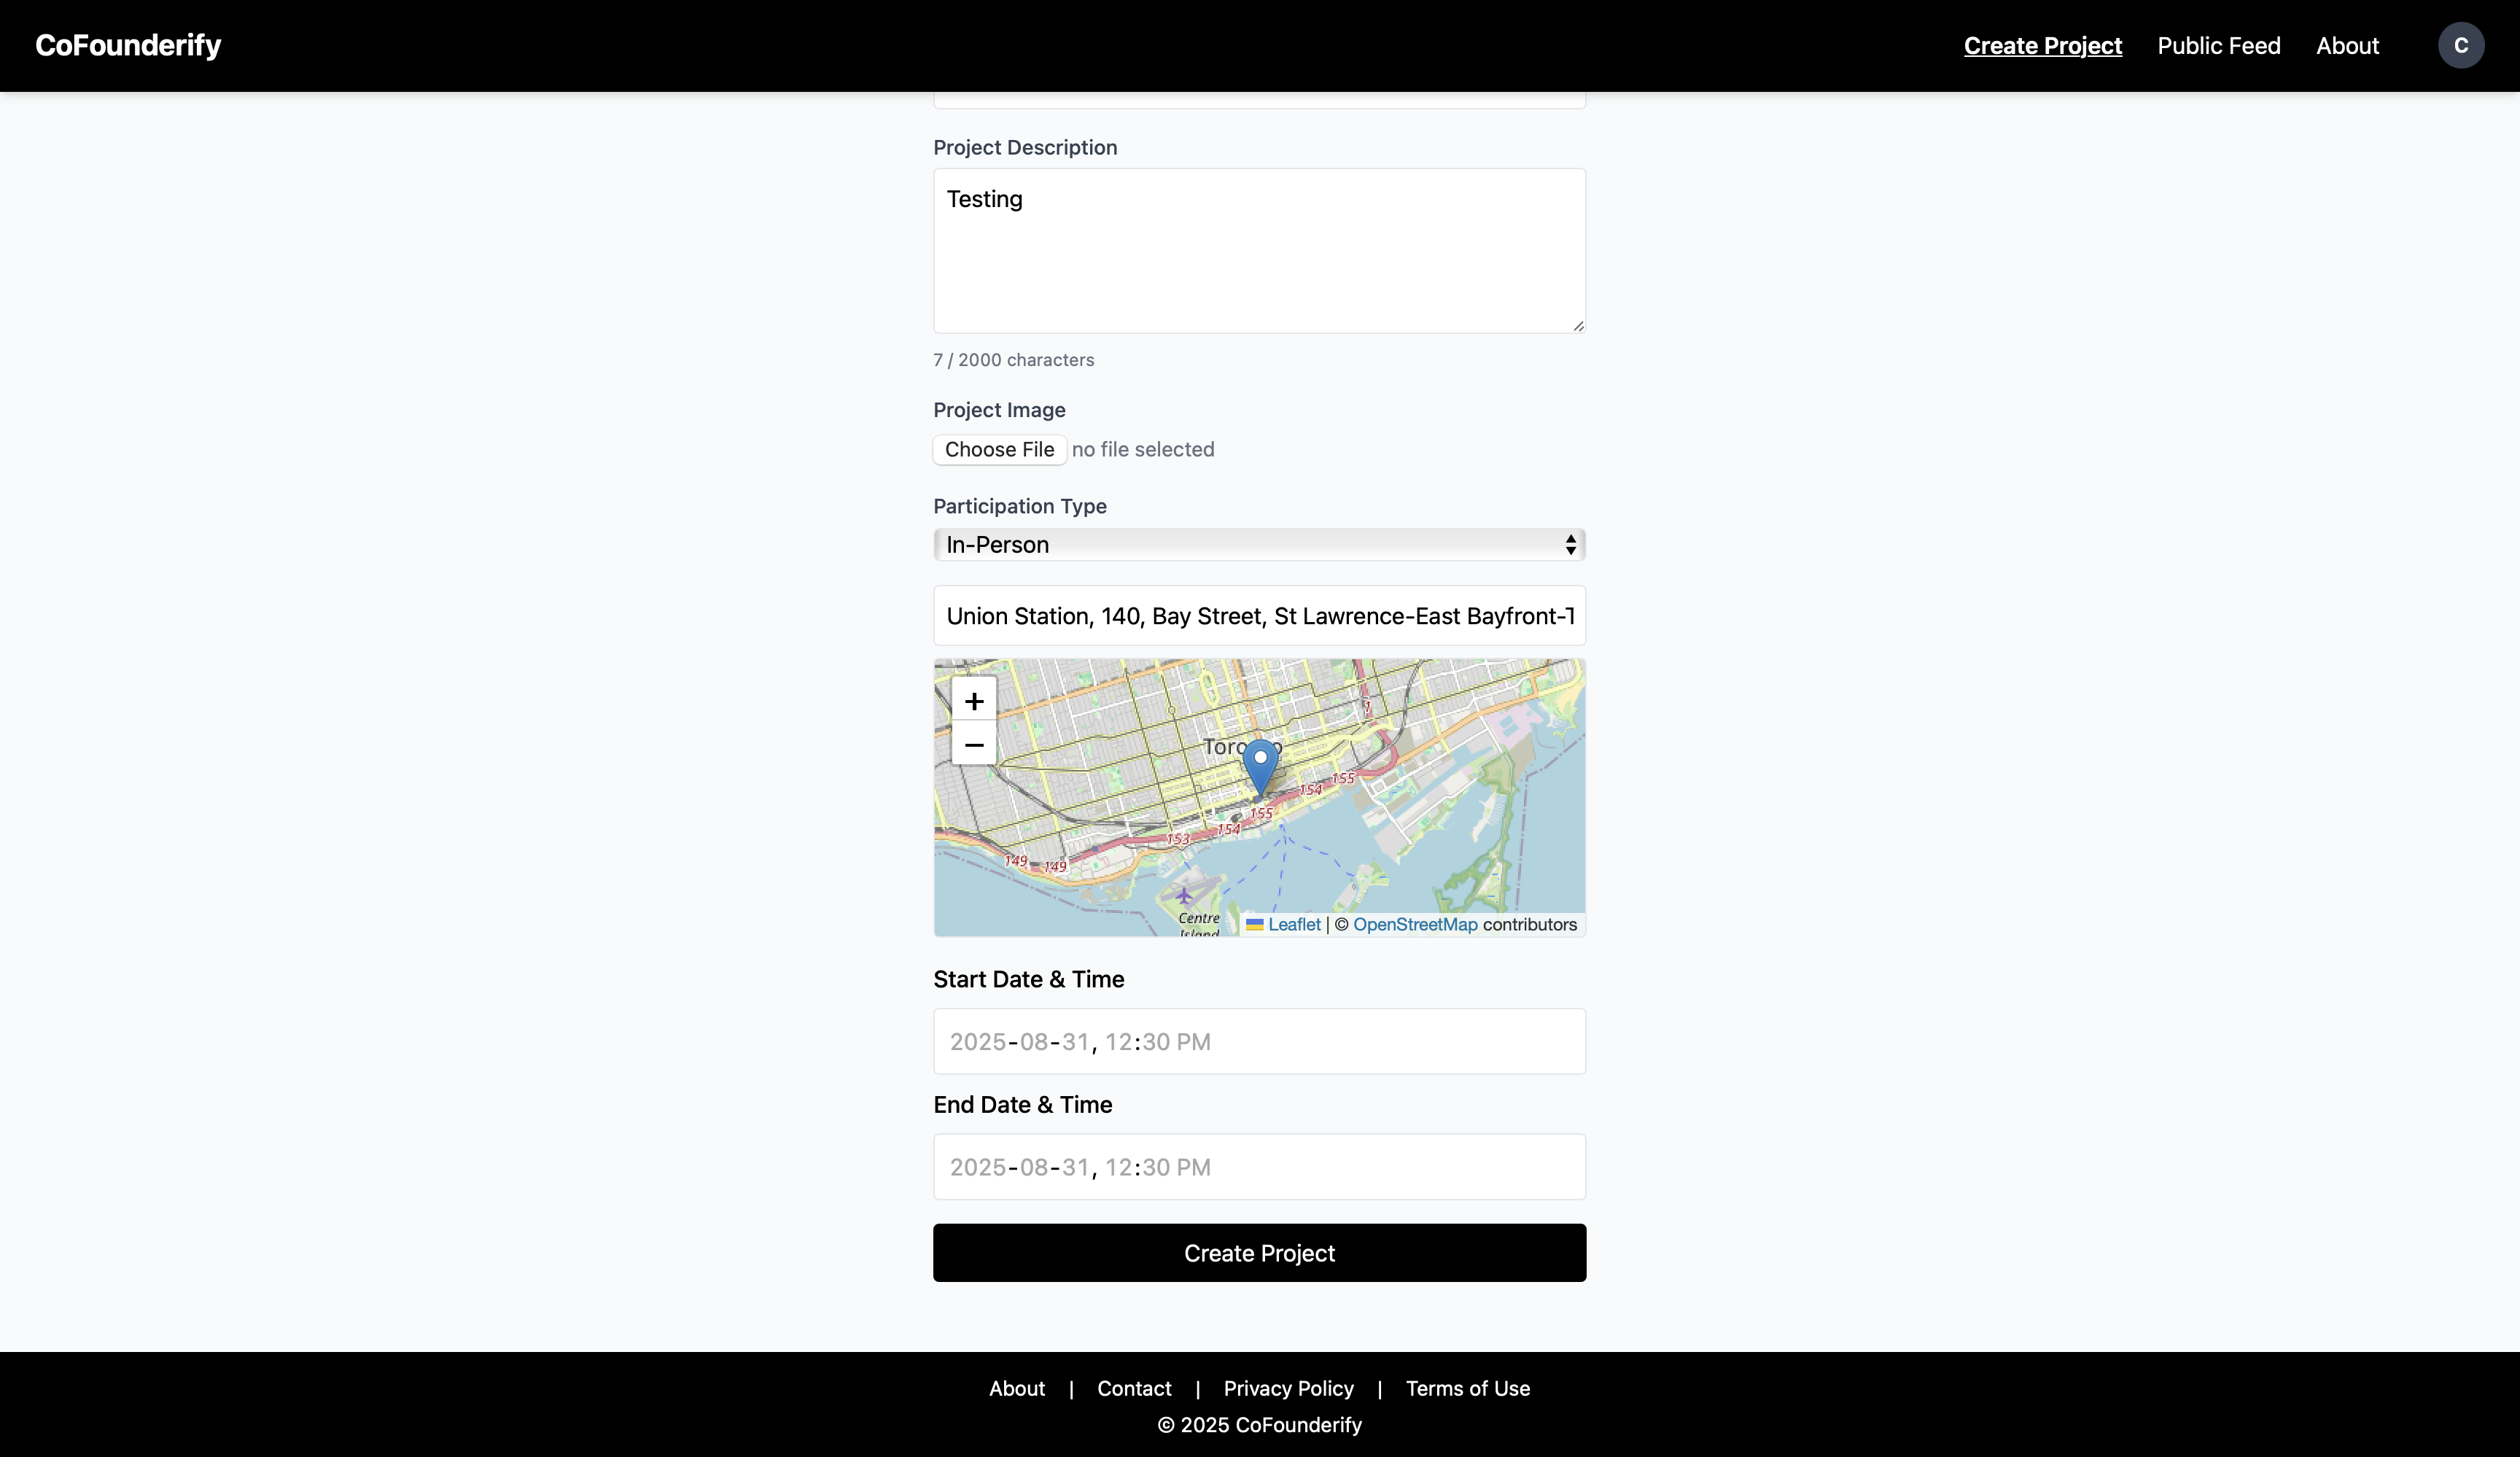 CoFounderify
Create Project
Public Feed
About
C
Project Description
Testing
7 / 2000 characters
Project Image
Choose File no file selected
Participation Type
In-Person
Union Station, 140, Bay Street, St Lawrence-East Bayfront-T
+
−
1
155
154
155
154
153
149
149
Centre
Island
Leaflet | © OpenStreetMap contributors
Start Date & Time
2025-08-31, 12:30 PM
End Date & Time
2025-08-31, 12:30 PM
Create Project
About | Contact | Privacy Policy | Terms of Use
© 2025 CoFounderify